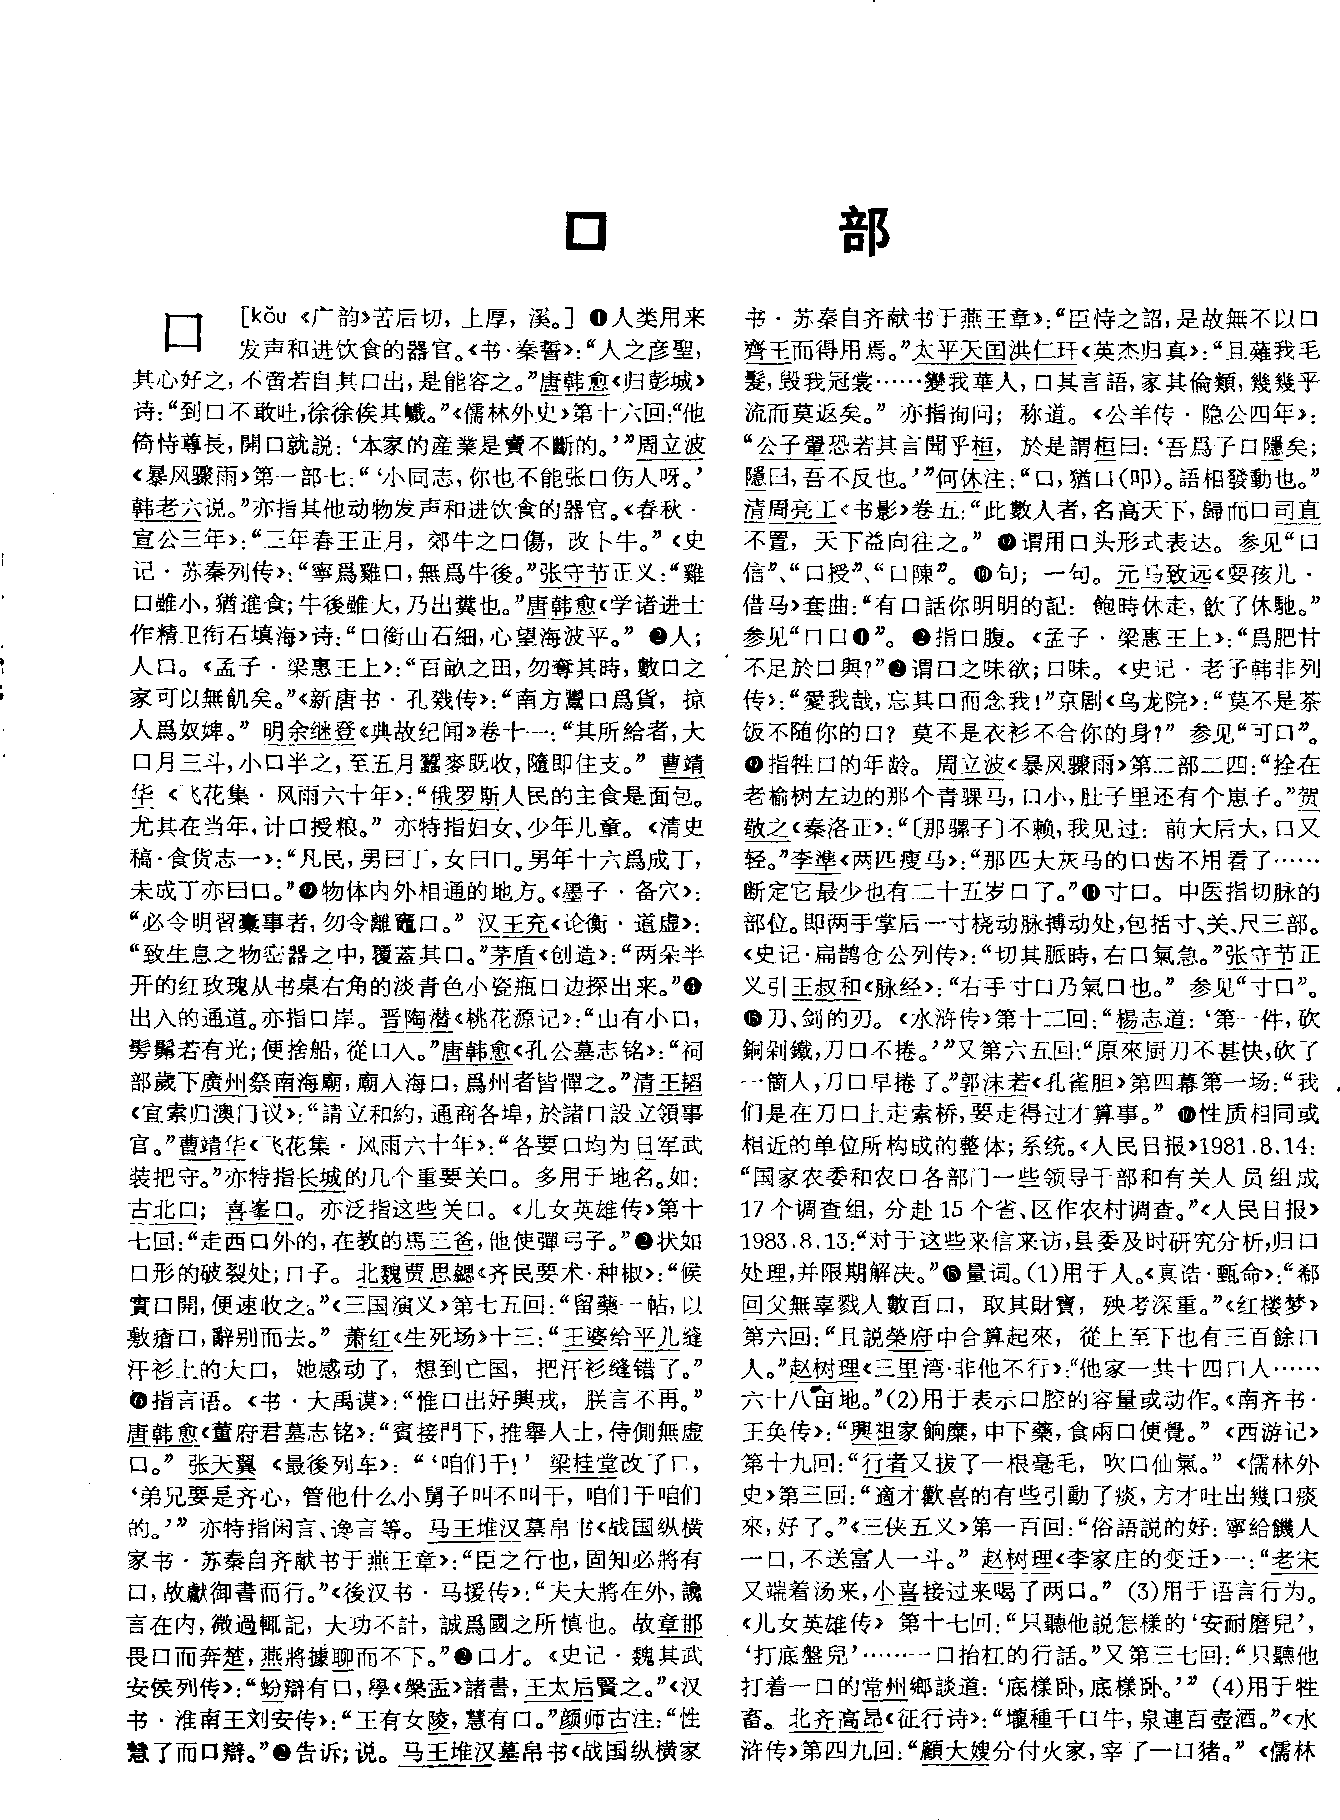 口 部
口 [kǒu 《广韵》苦后切, 上厚, 溪。] ❶人类用来
发声和进饮食的器官。《书·秦誓》:“人之彦聖,
其心好之, 不啻若自其口出, 是能容之。”唐韩愈《归彭城》
诗:“到口不敢吐, 徐徐俟其巇。”《儒林外史》第十六回:“他
倚恃尊長, 開口就説: ‘本家的産業是賣不斷的。’”周立波
《暴风骤雨》第一部七:“‘小同志, 你也不能张口伤人呀。’
韩老六说。”亦指其他动物发声和进饮食的器官。《春秋·
宣公三年》:“三年春王正月, 郊牛之口傷, 改卜牛。” 《史
记·苏秦列传》:“寧爲雞口, 無爲牛後。”张守节正义:“雞
口雖小, 猶進食; 牛後雖大, 乃出糞也。”唐韩愈《学诸进士
作精卫衔石填海》诗:“口銜山石細, 心望海波平。” ❷人;
人口。《孟子·梁惠王上》:“百畝之田, 勿奪其時, 數口之
家可以無飢矣。”《新唐书·孔戣传》:“南方鬻口爲貨, 掠
人爲奴婢。” 明余继登《典故纪闻》卷十一:“其所給者, 大
口月三斗, 小口半之, 至五月蠶麥既收, 隨即住支。” 曹靖
华《飞花集·风雨六十年》:“俄罗斯人民的主食是面包。
尤其在当年, 计口授粮。” 亦特指妇女、少年儿童。《清史
稿·食货志一》:“凡民, 男曰丁, 女曰口。男年十六爲成丁,
未成丁亦曰口。”❸物体内外相通的地方。《墨子·备穴》:
“必令明習橐事者, 勿令離竈口。” 汉王充《论衡·道虚》:
“致生息之物密器之中, 覆蓋其口。”茅盾《创造》:“两朵半
开的红玫瑰从书桌右角的淡青色小瓷瓶口边探出来。”❹
出入的通道。亦指口岸。晋陶潜《桃花源记》:“山有小口,
髣髴若有光; 便捨船, 從口入。”唐韩愈《孔公墓志铭》:“祠
部歲下廣州祭南海廟, 廟入海口, 爲州者皆憚之。”清王韬
《宜索归澳门议》:“請立和約, 通商各埠, 於諸口設立領事
官。”曹靖华《飞花集·风雨六十年》:“各要口均为日军武
装把守。”亦特指长城的几个重要关口。多用于地名。如:
古北口; 喜峯口。亦泛指这些关口。《儿女英雄传》第十
七回:“走西口外的, 在教的馬三爸, 他使彈弓子。”❺状如
口形的破裂处; 口子。北魏贾思勰《齐民要术·种椒》:“候
實口開, 便速收之。”《三国演义》第七五回:“留藥一帖, 以
敷瘡口, 辭别而去。” 萧红《生死场》十三:“王婆给平儿缝
汗衫上的大口, 她感动了, 想到亡国, 把汗衫缝错了。”
❻指言语。《书·大禹谟》:“惟口出好興戎, 朕言不再。”
唐韩愈《董府君墓志铭》:“賓接門下, 推舉人士, 侍側無虚
口。” 张天翼《最後列车》: “‘咱们干!’ 梁桂堂改了口,
‘弟兄要是齐心, 管他什么小舅子叫不叫干, 咱们干咱们
的。’” 亦特指闲言、谗言等。马王堆汉墓帛书《战国纵横
家书·苏秦自齐献书于燕王章》:“臣之行也, 固知必將有
口, 故獻御書而行。”《後汉书·马援传》:“夫大將在外, 讒
言在内, 微過輒記, 大功不計, 誠爲國之所慎也。故章邯
畏口而奔楚, 燕將據聊而不下。”❼口才。《史记·魏其武
安侯列传》:“蚡辯有口, 學《槃盂》諸書, 王太后賢之。”《汉
书·淮南王刘安传》:“王有女陵, 慧有口。”颜师古注:“性
慧了而口辯。”❽告诉; 说。马王堆汉墓帛书《战国纵横家
书·苏秦自齐献书于燕王章》:“臣恃之詔, 是故無不以口
齊王而得用焉。”太平天囯洪仁玕《英杰归真》:“且薙我毛
髮, 毁我冠裳……變我華人, 口其言語, 家其倫類, 幾幾乎
流而莫返矣。” 亦指询问; 称道。《公羊传·隐公四年》:
“公子翬恐若其言聞乎桓, 於是謂桓曰: ‘吾爲子口隱矣;
隱曰, 吾不反也。’”何休注:“口, 猶口(叩)。語相發動也。”
清周亮工《书影》卷五:“此數人者, 名高天下, 歸而口司直
不置, 天下益向往之。” ❾谓用口头形式表达。参见“口
信”、“口授”、“口陳”。❿句; 一句。元马致远《耍孩儿·
借马》套曲:“有口話你明明的記: 飽時休走, 飲了休馳。”
参见“口口❶”。⓫指口腹。《孟子·梁惠王上》:“爲肥甘
不足於口與?”⓬谓口之味欲; 口味。《史记·老子韩非列
传》:“愛我哉, 忘其口而念我!”京剧《乌龙院》:“莫不是茶
饭不随你的口? 莫不是衣衫不合你的身?” 参见“可口”。
⓭指牲口的年龄。周立波《暴风骤雨》第二部二四:“拴在
老榆树左边的那个青骒马, 口小, 肚子里还有个崽子。”贺
敬之《秦洛正》:“〔那骡子〕不赖, 我见过: 前大后大, 口又
轻。”李準《两匹瘦马》:“那匹大灰马的口齿不用看了……
断定它最少也有二十五岁口了。”⓮寸口。中医指切脉的
部位。即两手掌后一寸桡动脉搏动处, 包括寸、关、尺三部。
《史记·扁鹊仓公列传》:“切其脈時, 右口氣急。”张守节正
义引王叔和《脉经》:“右手寸口乃氣口也。” 参见“寸口”。
⓯刀、剑的刃。《水浒传》第十二回:“楊志道: ‘第一件, 砍
銅剁鐵, 刀口不捲。’”又第六五回:“原來厨刀不甚快, 砍了
一箇人, 刀口早捲了。”郭沫若《孔雀胆》第四幕第一场:“我
们是在刀口上走索桥, 要走得过才算事。” ⓰性质相同或
相近的单位所构成的整体; 系统。《人民日报》1981.8.14:
“国家农委和农口各部门一些领导干部和有关人员组成
17个调查组, 分赴15个省、区作农村调查。”《人民日报》
1983.8.13:“对于这些来信来访, 县委及时研究分析, 归口
处理, 并限期解决。”⓱量词。(1)用于人。《真诰·甄命》:“郗
回父無辜戮人數百口, 取其財寶, 殃考深重。”《红楼梦》
第六回:“且説榮府中合算起來, 從上至下也有三百餘口
人。”赵树理《三里湾·非他不行》:“他家一共十四口人……
六十八亩地。”(2)用于表示口腔的容量或动作。《南齐书·
王奂传》:“興祖家餉糜, 中下藥, 食兩口便覺。” 《西游记》
第十九回:“行者又拔了一根毫毛, 吹口仙氣。” 《儒林外
史》第三回:“適才歡喜的有些引動了痰, 方才吐出幾口痰
來, 好了。”《三侠五义》第一百回:“俗語説的好: 寧給饑人
一口, 不送富人一斗。” 赵树理《李家庄的变迁》一:“老宋
又端着汤来, 小喜接过来喝了两口。” (3)用于语言行为。
《儿女英雄传》 第十七回:“只聽他説怎樣的‘安耐磨兒’,
‘打底盤兒’……一口抬杠的行話。”又第三七回:“只聽他
打着一口的常州鄉談道: ‘底樣卧, 底樣卧。’” (4)用于牲
畜。北齐高昂《征行诗》:“壠種千口牛, 泉連百壺酒。”《水
浒传》第四九回:“顧大嫂分付火家, 宰了一口猪。” 《儒林